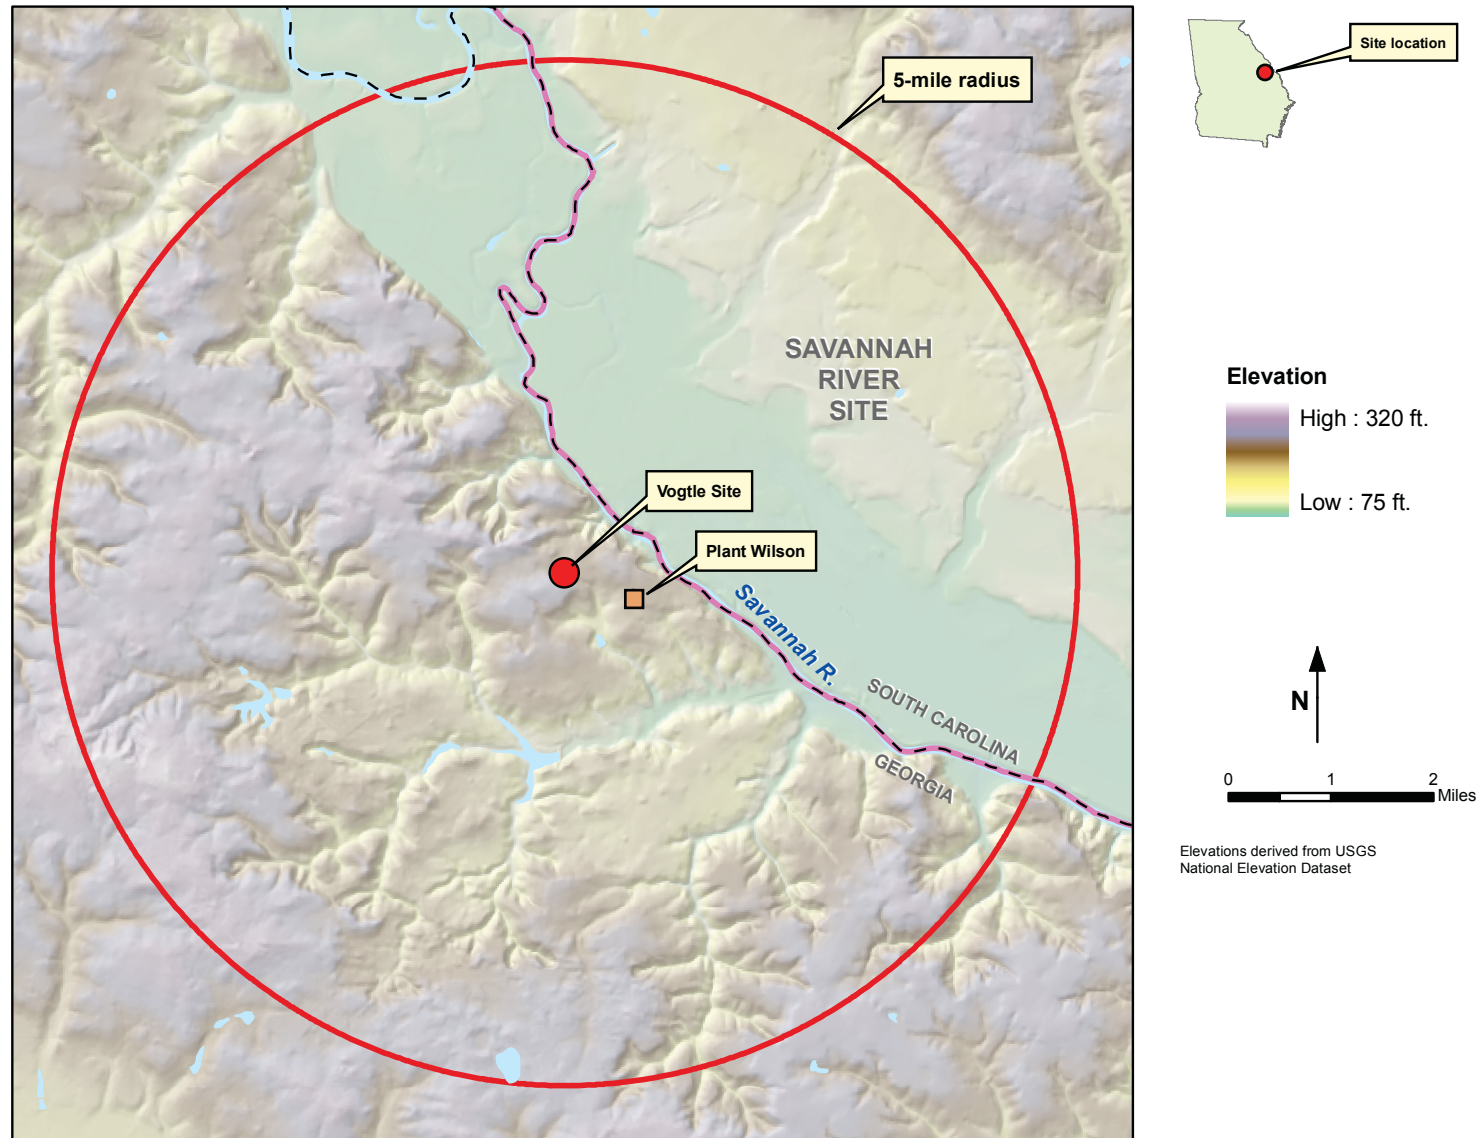 5-mile radius
Site location
SAVANNAH
RIVER
SITE
Elevation
High : 320 ft.
Low : 75 ft.
Vogtle Site
Plant Wilson
Savannah R.
SOUTH CAROLINA
GEORGIA
N
0 1 2
Miles
Elevations derived from USGS
National Elevation Dataset